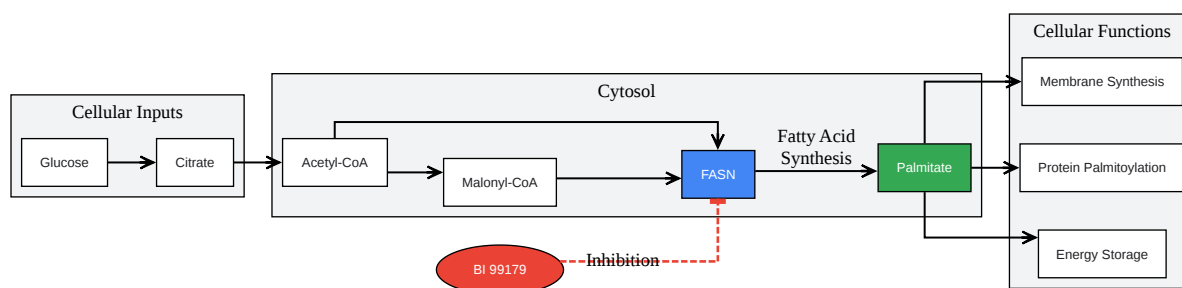 Cellular Inputs
Glucose
Citrate
Cytosol
Acetyl-CoA
Malonyl-CoA
FASN
Fatty Acid
Synthesis
Palmitate
Cellular Functions
Membrane Synthesis
Protein Palmitoylation
Energy Storage
BI 99179
Inhibition